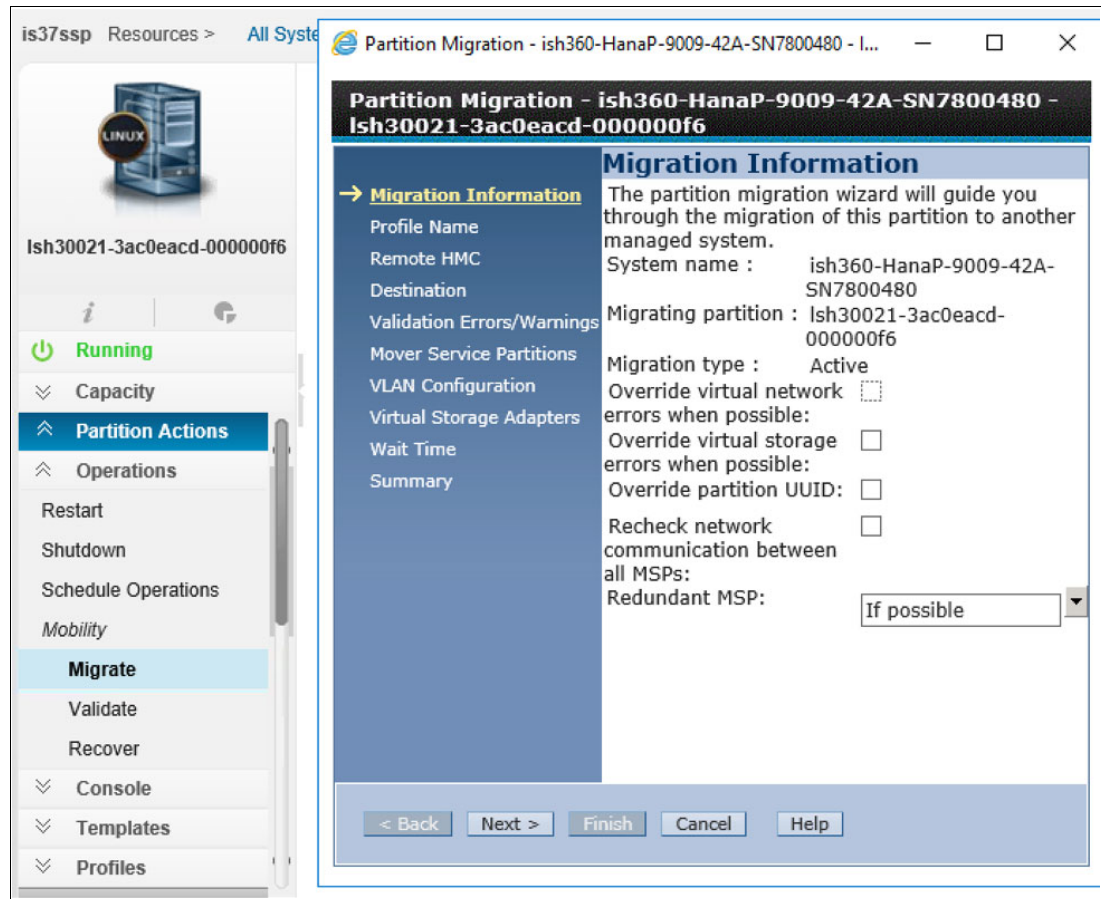 is37ssp Resources > All Syste
LINUX
lsh30021-3ac0eacd-000000f6
i
Running
Capacity
Partition Actions
Operations
Restart
Shutdown
Schedule Operations
Mobility
Migrate
Validate
Recover
Console
Templates
Profiles
Partition Migration - ish360-HanaP-9009-42A-SN7800480 - l...
Partition Migration - ish360-HanaP-9009-42A-SN7800480 -
lsh30021-3ac0eacd-000000f6
Migration Information
Profile Name
Remote HMC
Destination
Validation Errors/Warnings
Mover Service Partitions
VLAN Configuration
Virtual Storage Adapters
Wait Time
Summary
Migration Information
The partition migration wizard will guide you
through the migration of this partition to another
managed system.
System name : ish360-HanaP-9009-42A-
SN7800480
Migrating partition : lsh30021-3ac0eacd-
000000f6
Migration type : Active
Override virtual network
errors when possible:
Override virtual storage
errors when possible:
Override partition UUID:
Recheck network
communication between
all MSPs:
Redundant MSP: If possible
< Back Next > Finish Cancel Help